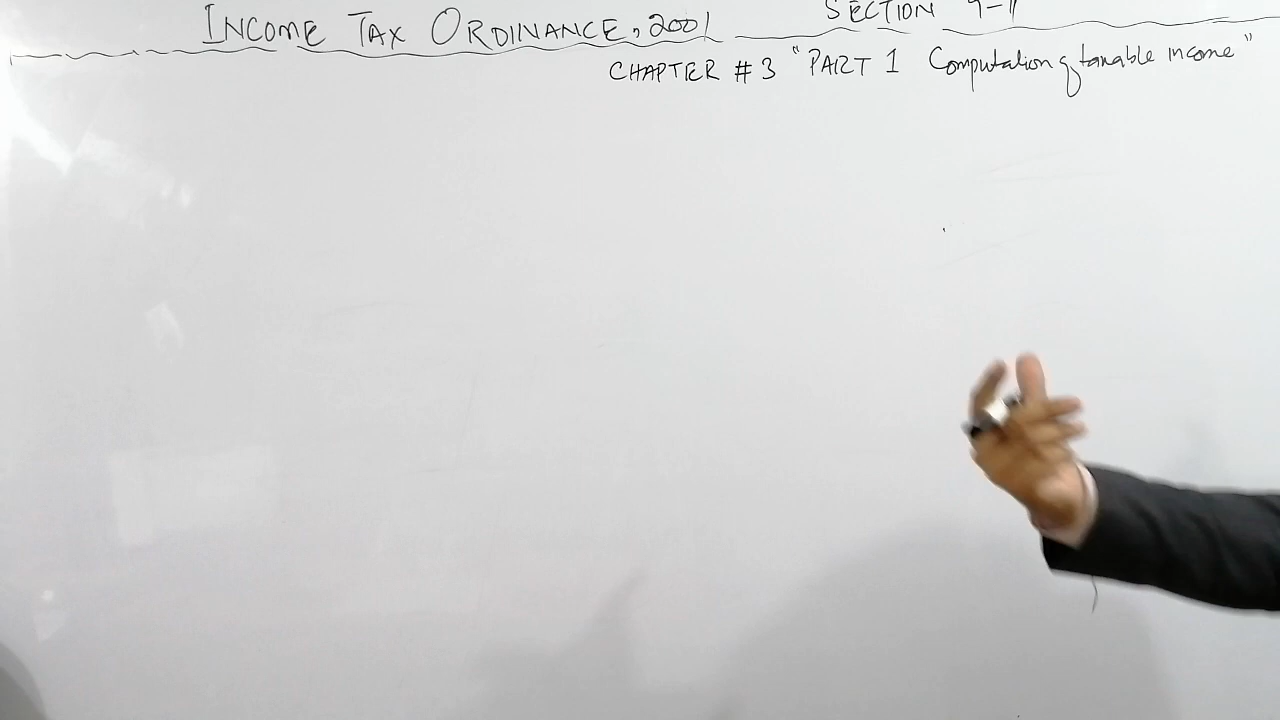 INCOME TAX ORDINANCE, 2001 SECTION 9-11
CHAPTER # 3 "PART 1 Computation of taxable income"